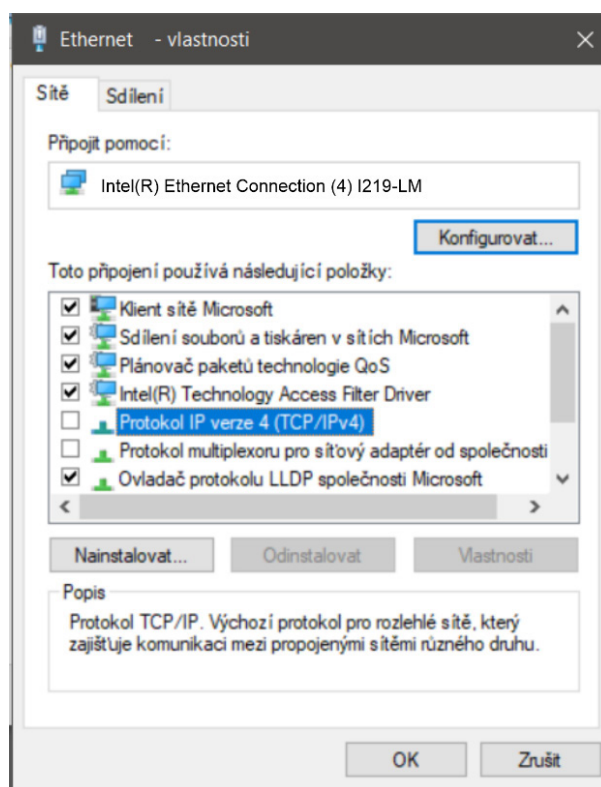 Ethernet - vlastnosti
Sítě
Sdílení
Připojit pomocí:
Intel(R) Ethernet Connection (4) I219-LM
Konfigurovat...
Toto připojení používá následující položky:
Klient sítě Microsoft
Sdílení souborů a tiskáren v sítích Microsoft
Plánovač paketů technologie QoS
Intel(R) Technology Access Filter Driver
Protokol IP verze 4 (TCP/IPv4)
Protokol multiplexoru pro síťový adaptér od společnosti
Ovladač protokolu LLDP společnosti Microsoft
Nainstalovat...
Odinstalovat
Vlastnosti
Popis
Protokol TCP/IP. Výchozí protokol pro rozlehlé sítě, který
zajišťuje komunikaci mezi propojenými sítěmi různého druhu.
OK
Zrušit